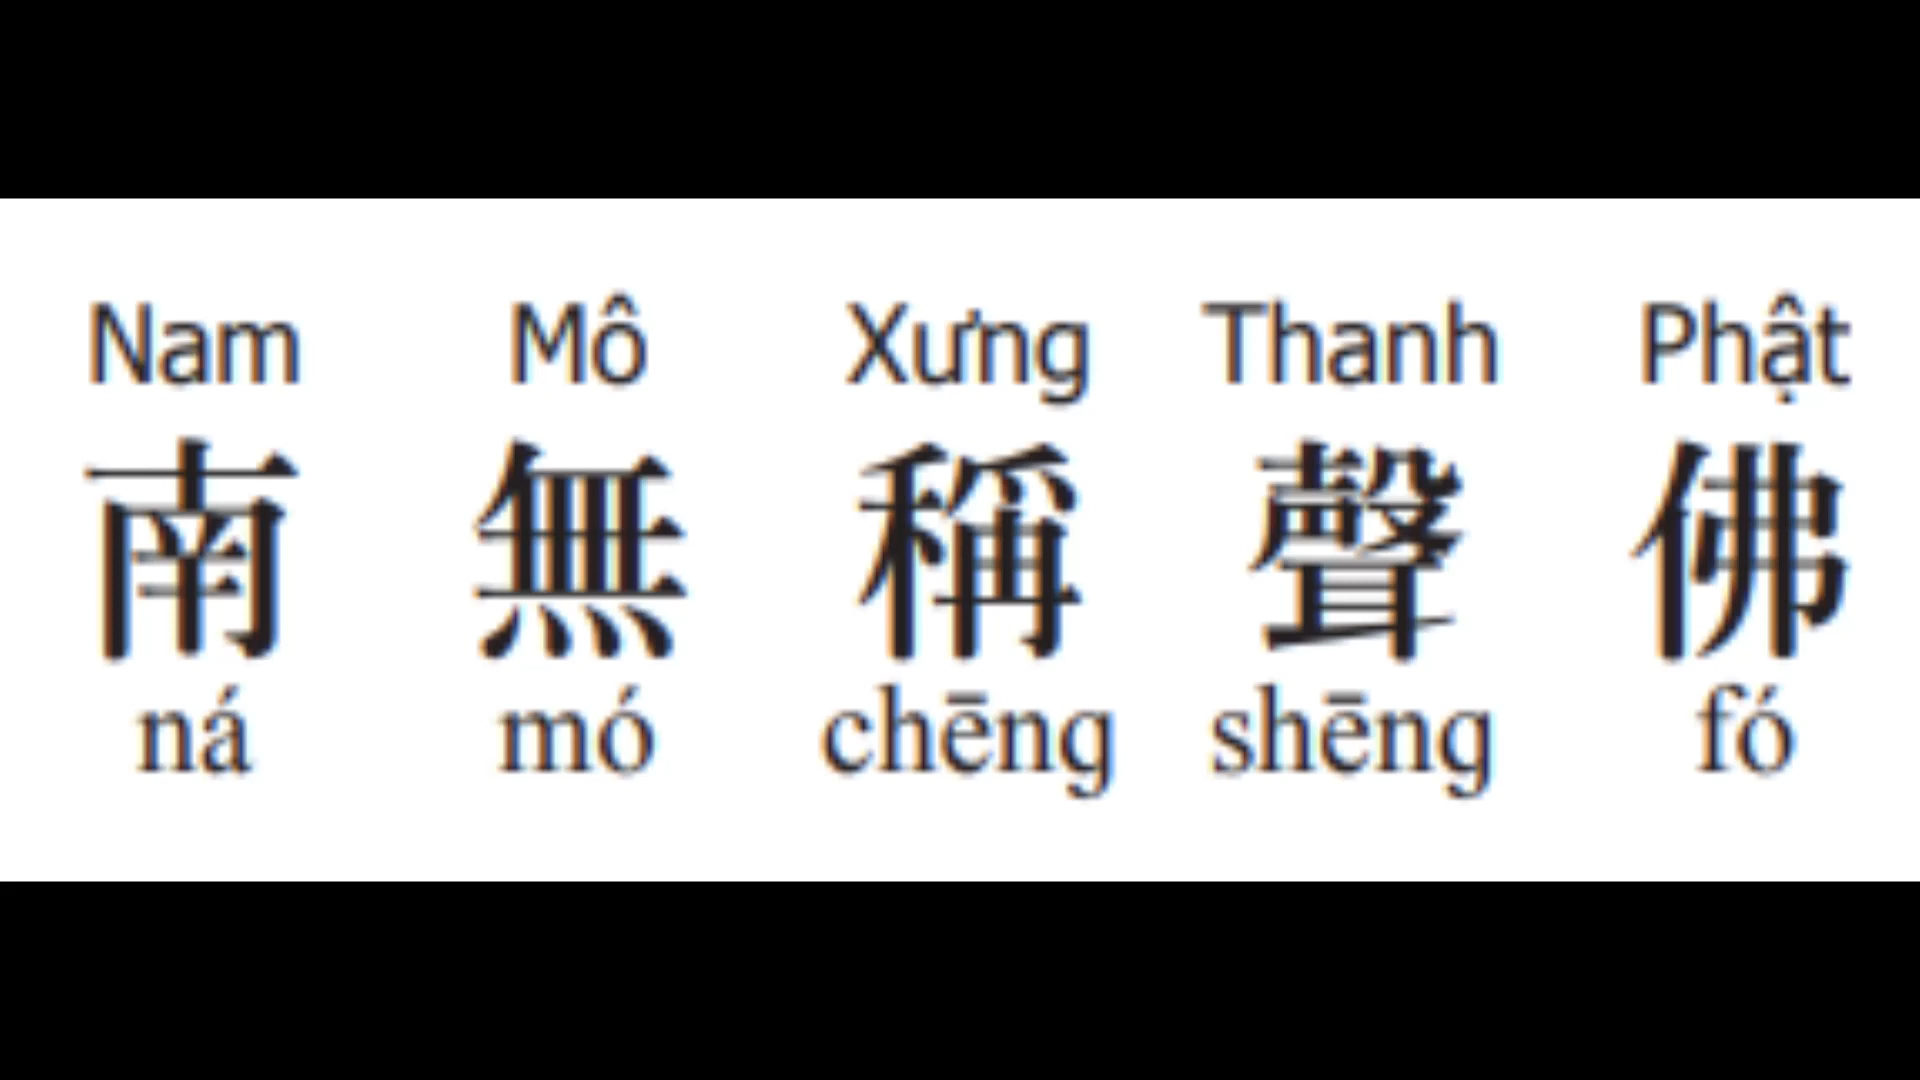 Nam Mô Xưng Thanh Phật
南無稱聲佛
ná mó chēng shēng fó